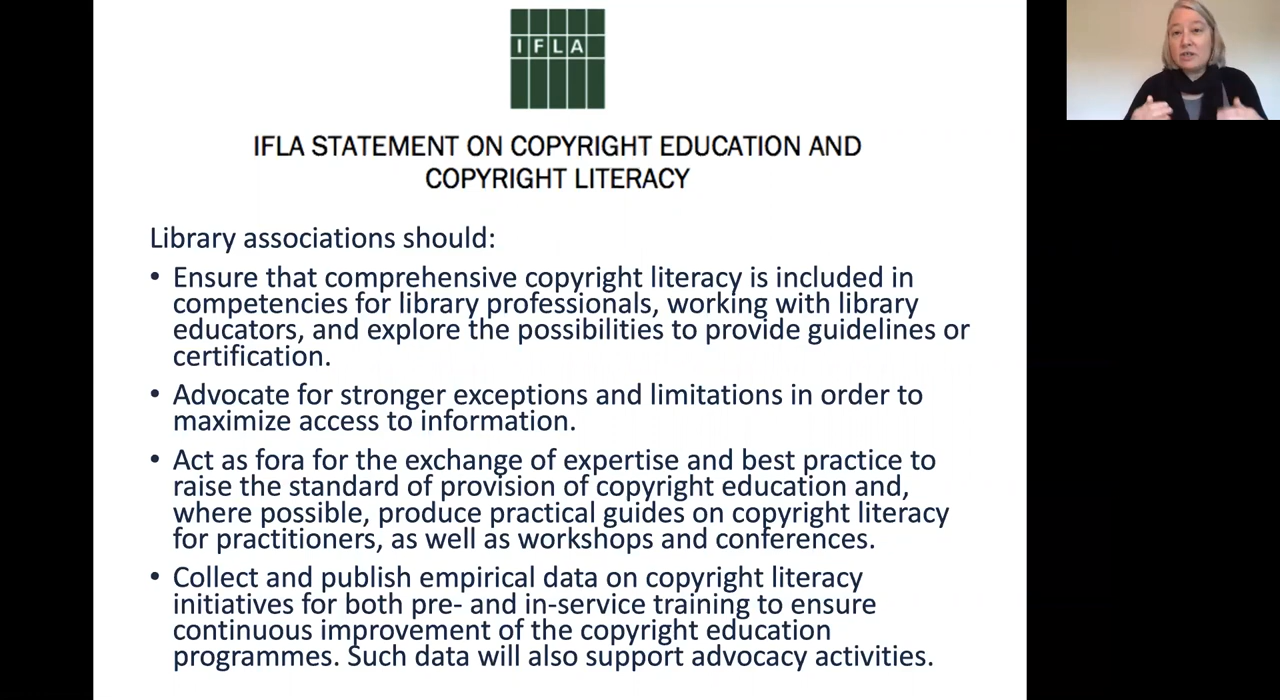 IFLA
IFLA STATEMENT ON COPYRIGHT EDUCATION AND
COPYRIGHT LITERACY
Library associations should:
• Ensure that comprehensive copyright literacy is included in
competencies for library professionals, working with library
educators, and explore the possibilities to provide guidelines or
certification.
• Advocate for stronger exceptions and limitations in order to
maximize access to information.
• Act as fora for the exchange of expertise and best practice to
raise the standard of provision of copyright education and,
where possible, produce practical guides on copyright literacy
for practitioners, as well as workshops and conferences.
• Collect and publish empirical data on copyright literacy
initiatives for both pre- and in-service training to ensure
continuous improvement of the copyright education
programmes. Such data will also support advocacy activities.